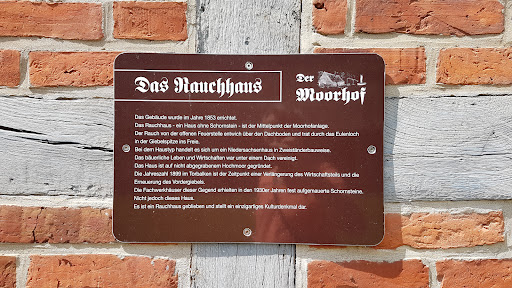 Das Rauchhaus
Der
Moorhof
Das Gebäude wurde im Jahre 1853 errichtet.
Das Rauchhaus - ein Haus ohne Schornstein - ist der Mittelpunkt der Moorhofanlage.
Der Rauch von der offenen Feuerstelle entwich über den Dachboden und trat durch das Eulenloch
in der Giebelspitze ins Freie.
Bei dem Haustyp handelt es sich um ein Niedersachsenhaus in Zweiständerbauweise.
Das bäuerliche Leben und Wirtschaften war unter einem Dach vereinigt.
Das Haus ist auf nicht abgegrabenem Hochmoor gegründet.
Die Jahreszahl 1899 im Torbalken ist der Zeitpunkt einer Verlängerung des Wirtschaftsteils und die
Erneuerung des Vordergiebels.
Die Fachwerkhäuser dieser Gegend erhielten in den 1930er Jahren fest aufgemauerte Schornsteine.
Nicht jedoch dieses Haus.
Es ist ein Rauchhaus geblieben und stellt ein einzigartiges Kulturdenkmal dar.